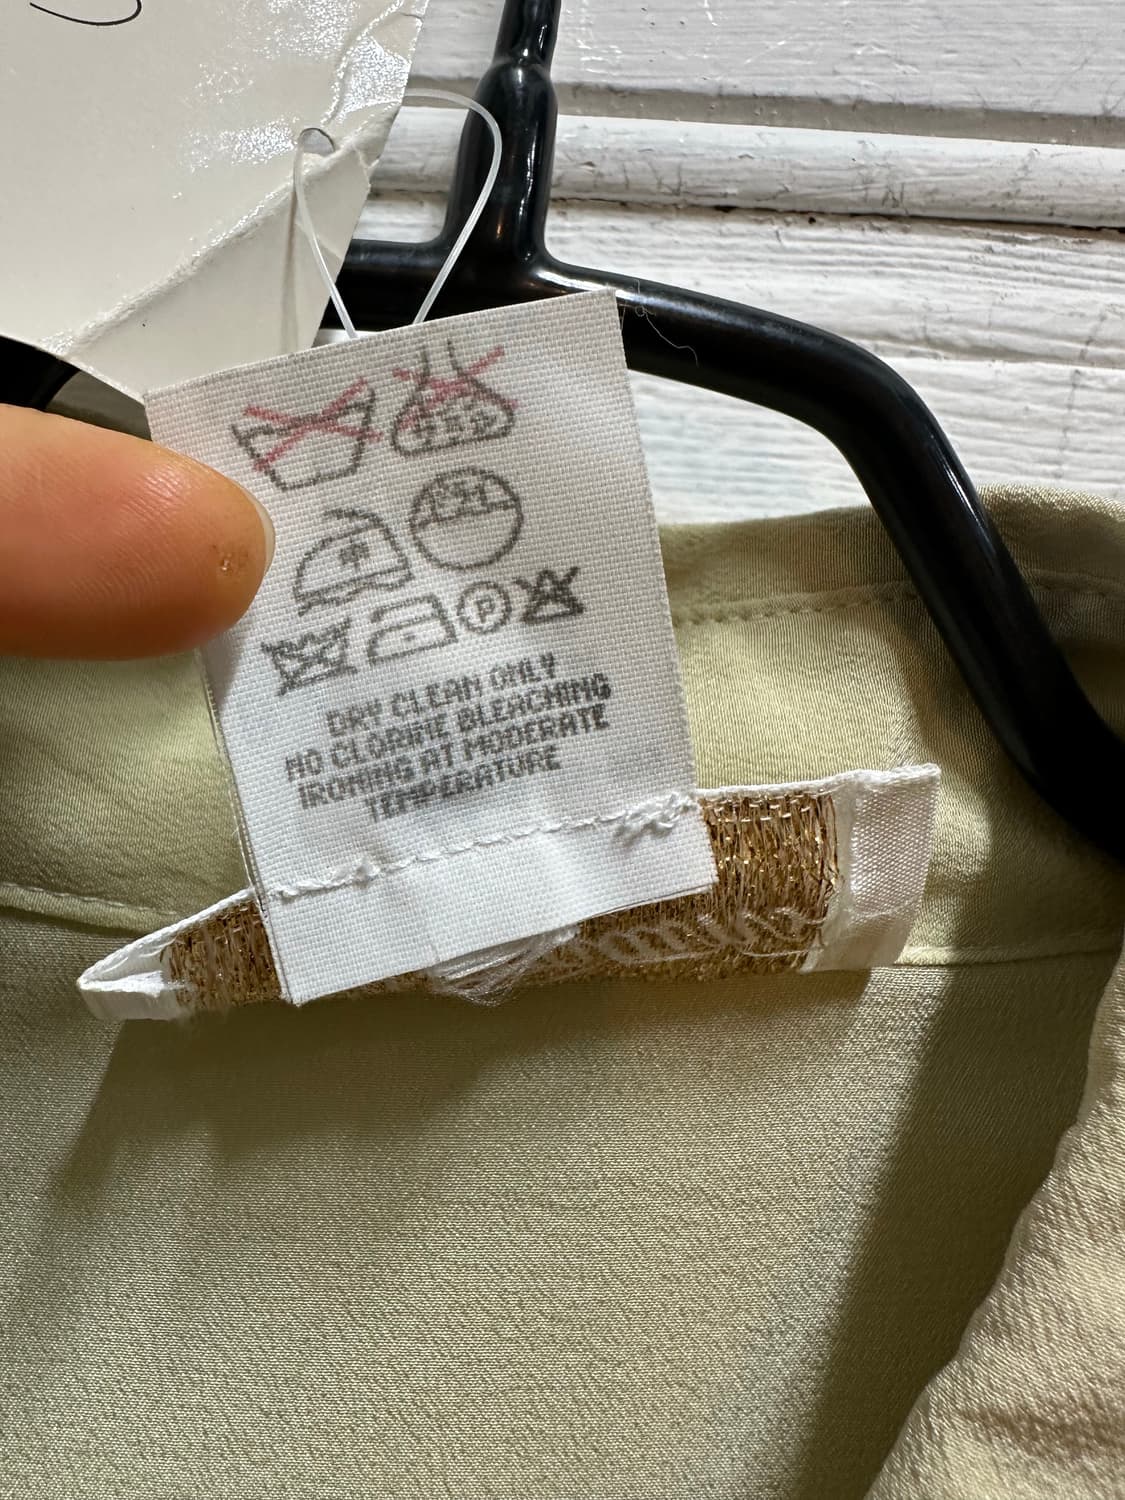 P
DRY CLEAN ONLY
NO CLORINE BLEACHING
IRONING AT MODERATE
TEMPERATURE